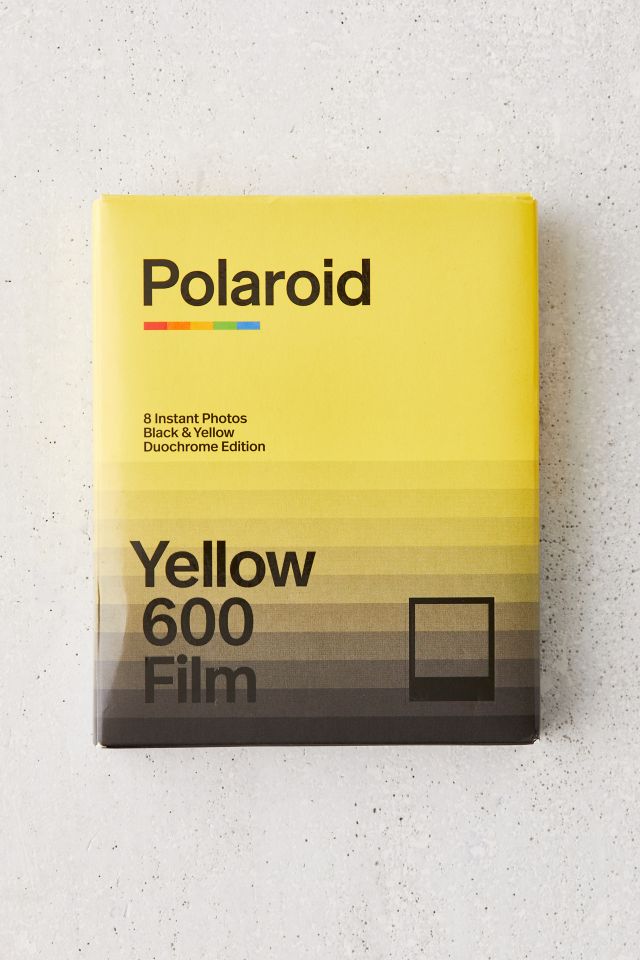 Polaroid
8 Instant Photos
Black & Yellow
Duochrome Edition
Yellow
600
Film